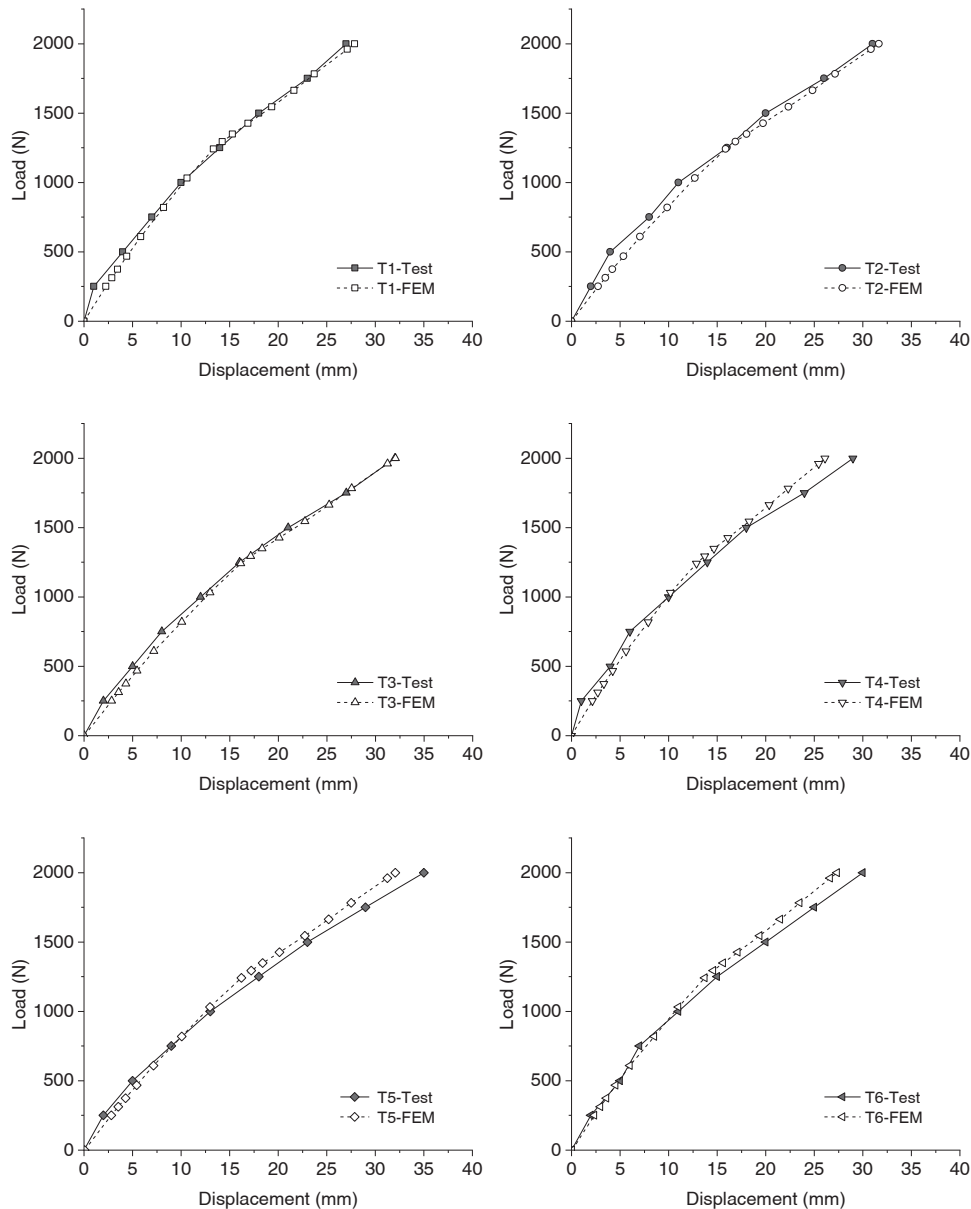 2000
1500
1000
500
0
Load (N)
T1-Test
T1-FEM
0 5 10 15 20 25 30 35 40
Displacement (mm)
2000
1500
1000
500
0
Load (N)
T2-Test
T2-FEM
0 5 10 15 20 25 30 35 40
Displacement (mm)
2000
1500
1000
500
0
Load (N)
T3-Test
T3-FEM
0 5 10 15 20 25 30 35 40
Displacement (mm)
2000
1500
1000
500
0
Load (N)
T4-Test
T4-FEM
0 5 10 15 20 25 30 35 40
Displacement (mm)
2000
1500
1000
500
0
Load (N)
T5-Test
T5-FEM
0 5 10 15 20 25 30 35 40
Displacement (mm)
2000
1500
1000
500
0
Load (N)
T6-Test
T6-FEM
0 5 10 15 20 25 30 35 40
Displacement (mm)